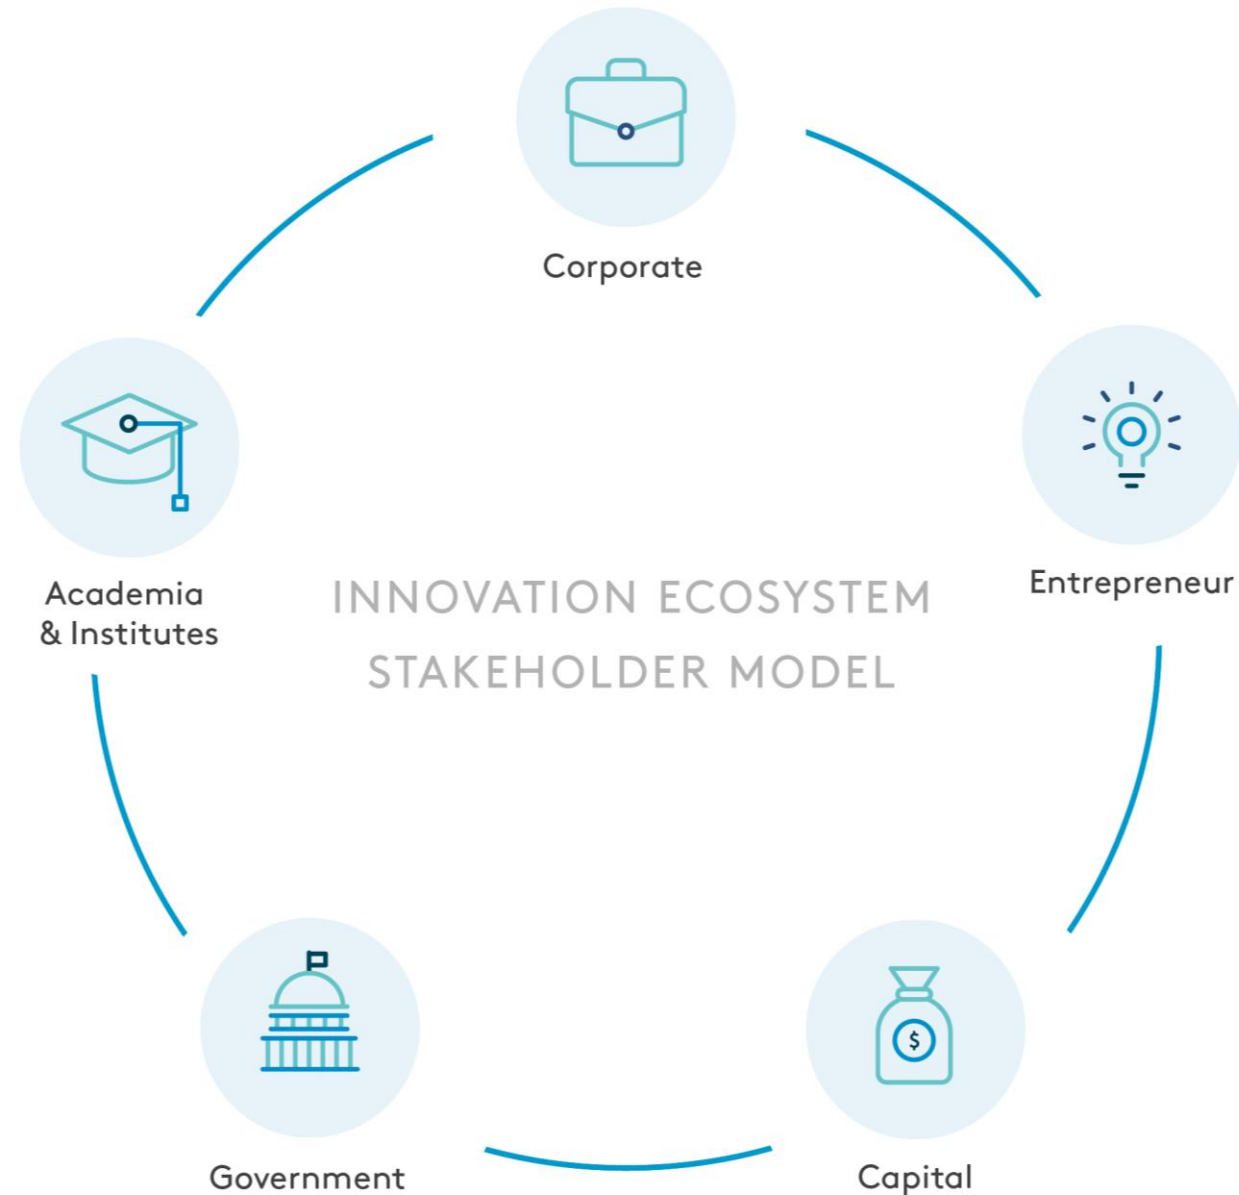 Corporate
Entrepreneur
Academia
& Institutes
INNOVATION ECOSYSTEM
STAKEHOLDER MODEL
$
Government
Capital